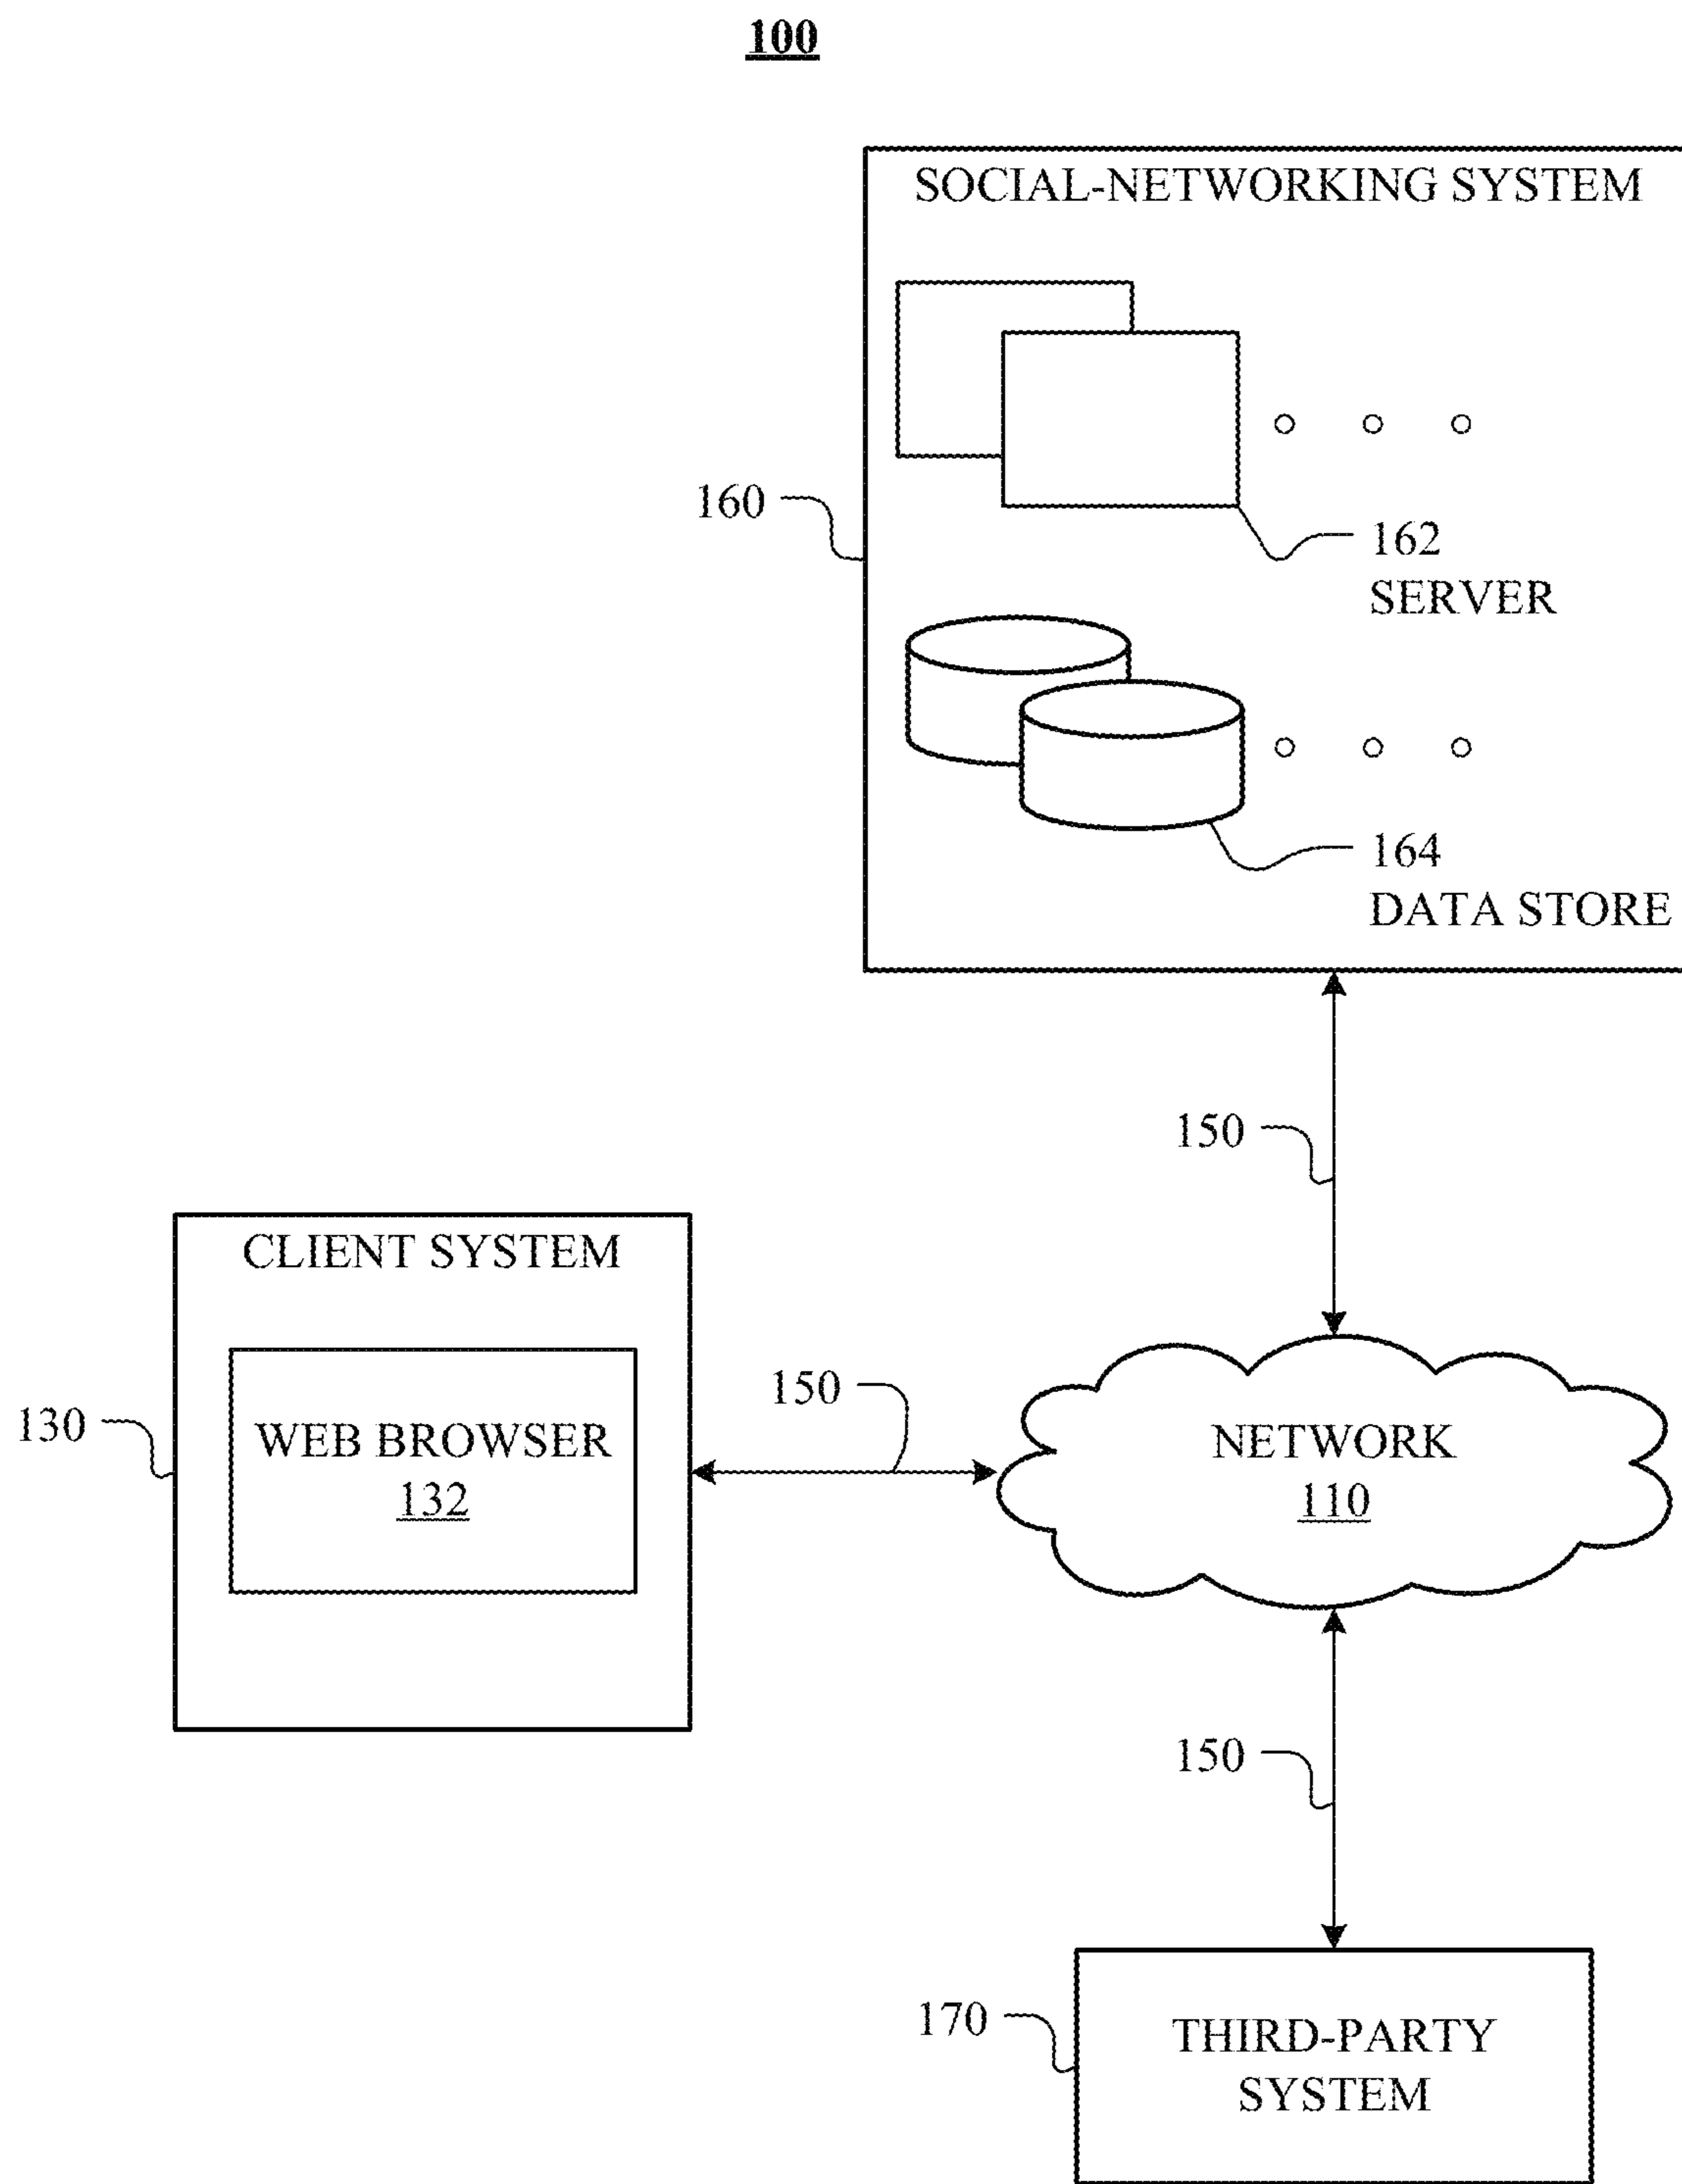 100
SOCIAL-NETWORKING SYSTEM
160
162
SERVER
164
DATA STORE
150
CLIENT SYSTEM
130
WEB BROWSER
132
150
NETWORK
110
150
170
THIRD-PARTY
SYSTEM